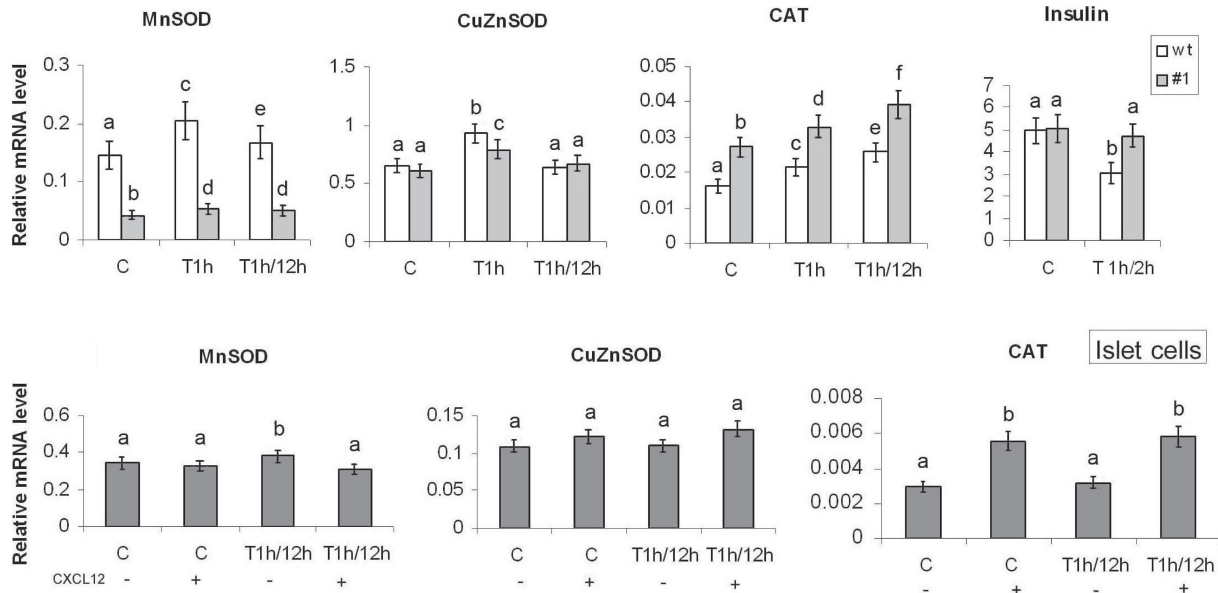 MnSOD
CuZnSOD
CAT
Insulin
wt
#1
Relative mRNA level
0.3
0.2
0.1
0
a
b
c
d
e
d
C
T1h
T1h/12h
1.5
1
0.5
0
a
a
b
c
a
a
C
T1h
T1h/12h
0.05
0.04
0.03
0.02
0.01
0
a
b
c
d
e
f
C
T1h
T1h/12h
7
6
5
4
3
2
1
0
a
a
b
a
C
T 1h/2h
MnSOD
CuZnSOD
CAT
Islet cells
Relative mRNA level
0.6
0.4
0.2
0
a
a
b
a
C
C
T1h/12h
T1h/12h
CXCL12 - + - +
0.15
0.1
0.05
0
a
a
a
a
C
C
T1h/12h
T1h/12h
- + - +
0.008
0.006
0.004
0.002
0
a
b
a
b
C
C
T1h/12h
T1h/12h
- + - +